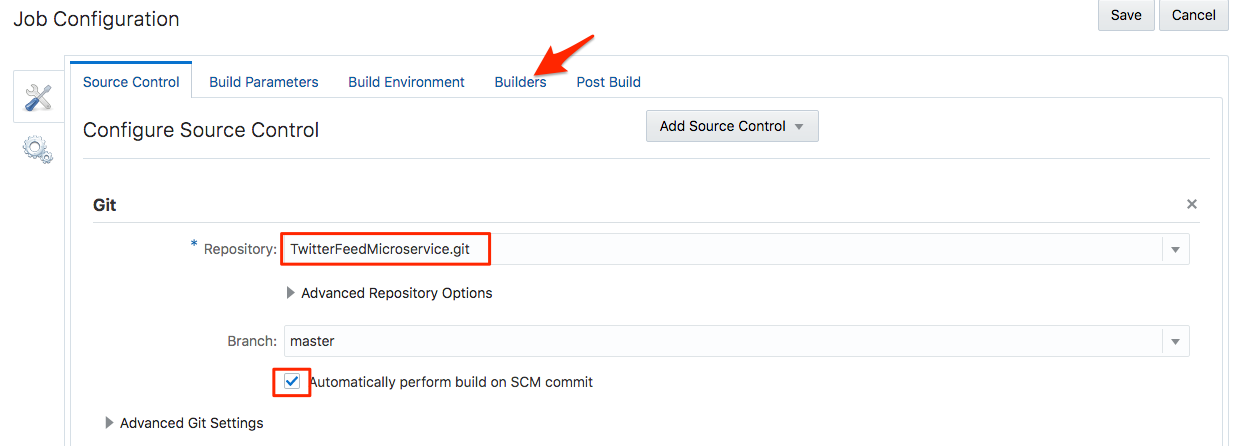 Job Configuration
Save
Cancel
Source Control
Build Parameters
Build Environment
Builders
Post Build
Configure Source Control
Add Source Control
Git
* Repository: TwitterFeedMicroservice.git
Advanced Repository Options
Branch: master
Automatically perform build on SCM commit
Advanced Git Settings